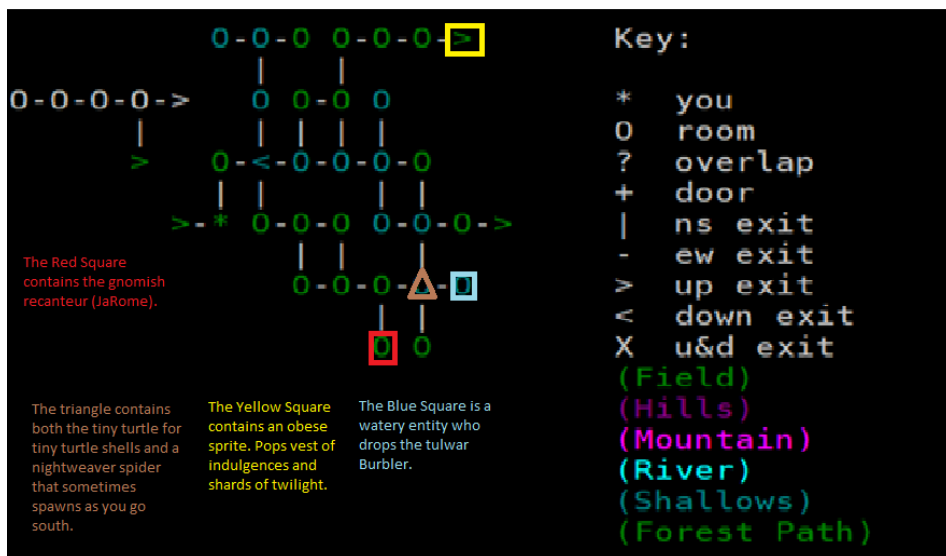 O-O-O O-O-O->
Key:
| |
O-O-O-O-> O O-O O
* you
| | | | |
O room
> O-<-O-O-O-O
? overlap
| | | |
+ door
>-* O-O-O O-O-O->
| ns exit
| | |
- ew exit
The Red Square
contains the gnomish
recanteur (JaRome).
O-O-O-O-O
> up exit
| |
< down exit
O O
X u&d exit
(Field)
(Hills)
(Mountain)
(River)
(Shallows)
(Forest Path)
The triangle contains
both the tiny turtle for
tiny turtle shells and a
nightweaver spider
that sometimes
spawns as you go
south.
The Yellow Square
contains an obese
sprite. Pops vest of
indulgences and
shards of twilight.
The Blue Square is a
watery entity who
drops the tulwar
Burbler.